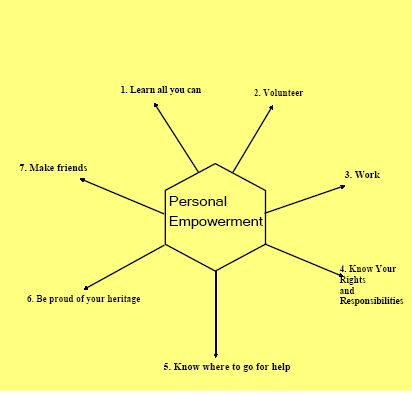 1. Learn all you can
2. Volunteer
7. Make friends
3. Work
Personal
Empowerment
4. Know Your
Rights
and
Responsibilities
6. Be proud of your heritage
5. Know where to go for help